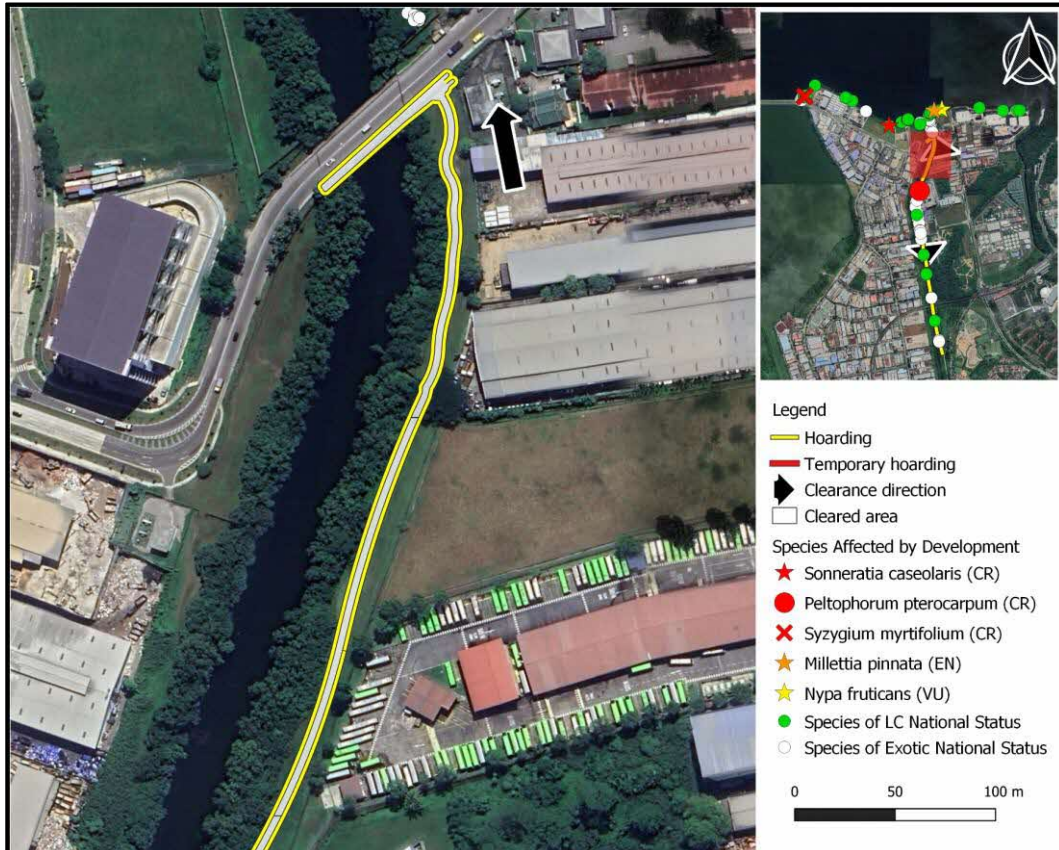 Legend
Hoarding
Temporary hoarding
Clearance direction
Cleared area
Species Affected by Development
Sonneratia caseolaris (CR)
Peltophorum pterocarpum (CR)
Syzygium myrtifolium (CR)
Millettia pinnata (EN)
Nypa fruticans (VU)
Species of LC National Status
Species of Exotic National Status
0 50 100 m